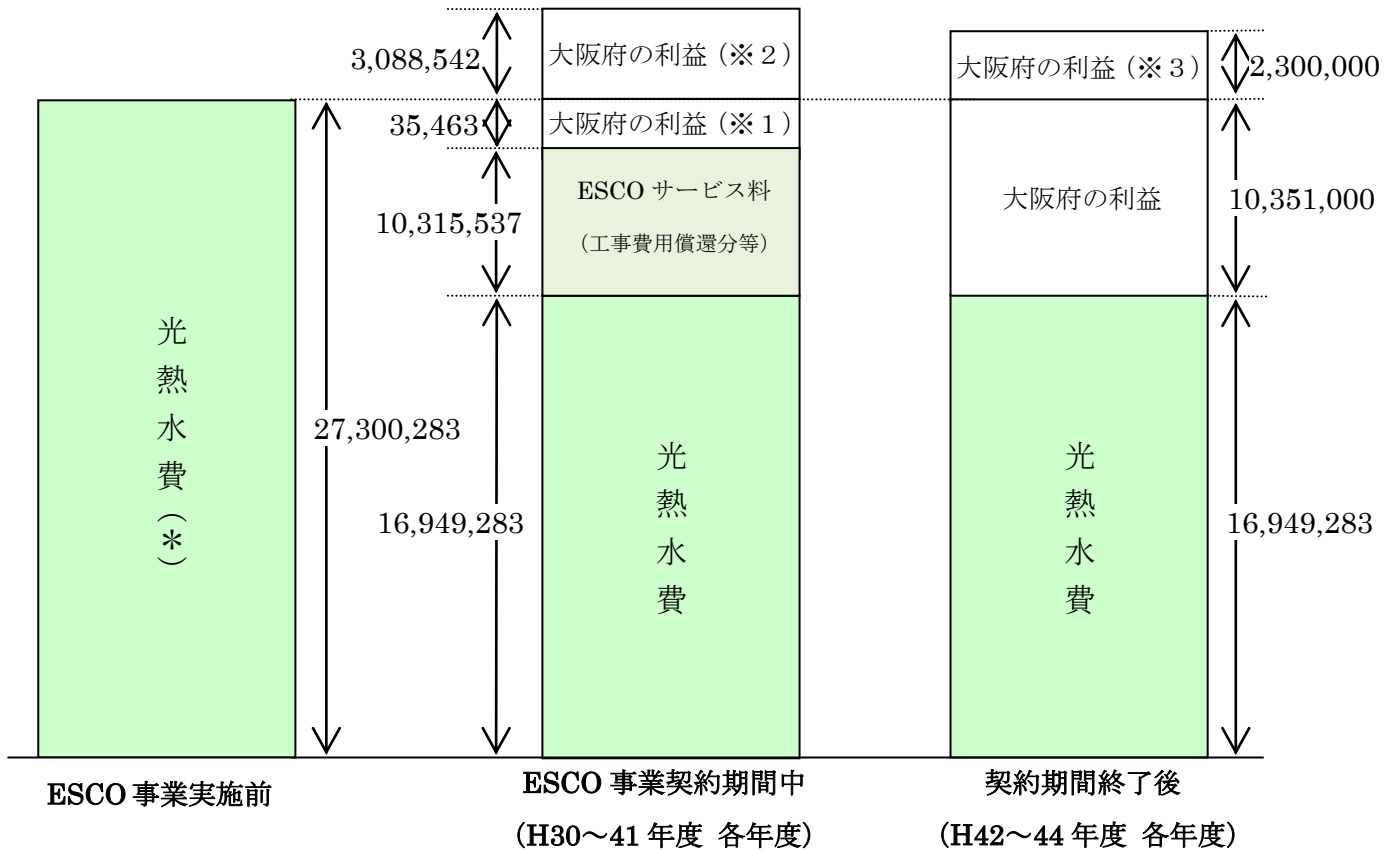 3,088,542
大阪府の利益（※２）
大阪府の利益（※３）
2,300,000
35,463
大阪府の利益（※１）
10,315,537
ESCO サービス料
（工事費用償還分等）
大阪府の利益
10,351,000
光熱水費（＊）
27,300,283
16,949,283
光熱水費
光熱水費
16,949,283
ESCO 事業実施前
ESCO 事業契約期間中
（H30～41 年度 各年度）
契約期間終了後
（H42～44 年度 各年度）